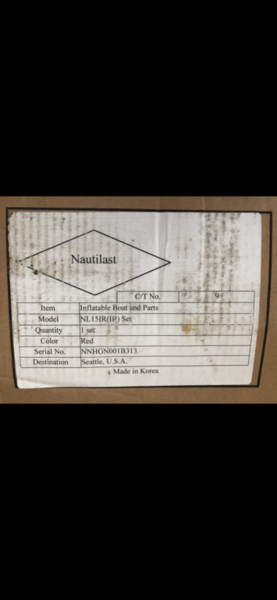 Nautilast
C/T No. 9
Item Inflatable Boat and Parts
Model NL15IR(IP) Set
Quantity 1 set
Color Red
Serial No. NNHGN001B313
Destination Seattle, U.S.A.
Made in Korea